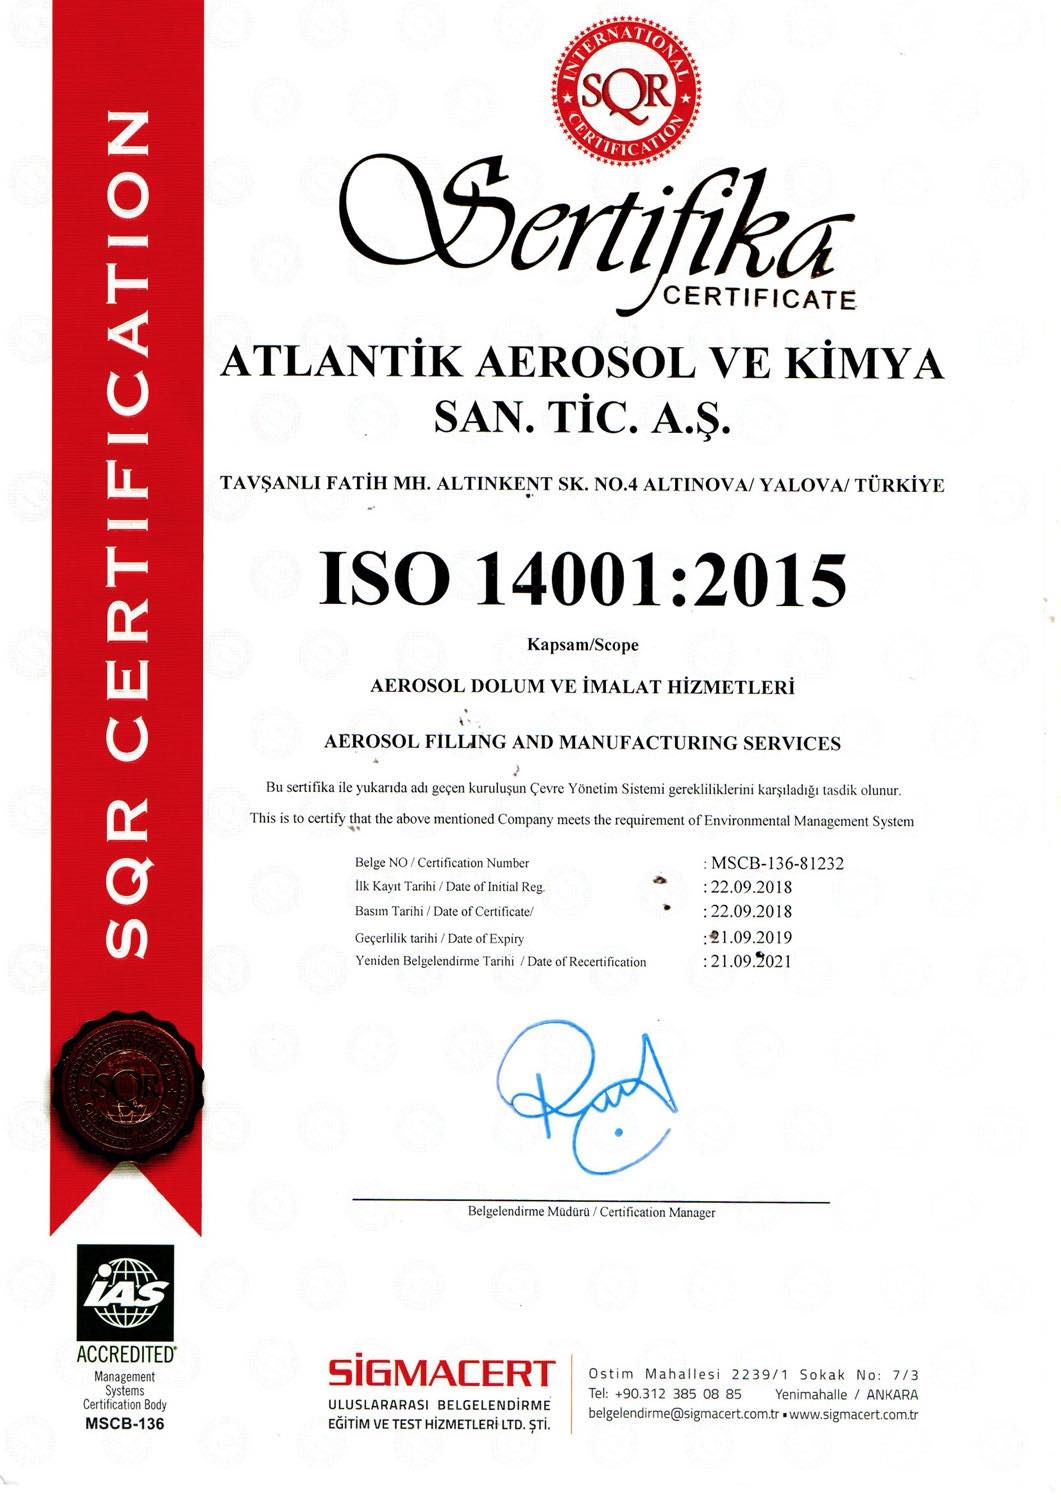 INTERNATIONAL
SQR
CERTIFICATION
Sertifika
CERTIFICATE
SQR CERTIFICATION
ATLANTİK AEROSOL VE KİMYA
SAN. TİC. A.Ş.
TAVŞANLI FATİH MH. ALTINKENT SK. NO.4 ALTINOVA/ YALOVA/ TÜRKİYE
ISO 14001:2015
Kapsam/Scope
AEROSOL DOLUM VE İMALAT HİZMETLERİ
AEROSOL FILLING AND MANUFACTURING SERVICES
Bu sertifika ile yukarıda adı geçen kuruluşun Çevre Yönetim Sistemi gerekliliklerini karşıladığı tasdik olunur.
This is to certify that the above mentioned Company meets the requirement of Environmental Management System
Belge NO / Certification Number : MSCB-136-81232
İlk Kayıt Tarihi / Date of Initial Reg. : 22.09.2018
Basım Tarihi / Date of Certificate/ : 22.09.2018
Geçerlilik tarihi / Date of Expiry : 21.09.2019
Yeniden Belgelendirme Tarihi / Date of Recertification : 21.09.2021
SQR
Belgelendirme Müdürü / Certification Manager
IAS
ACCREDITED
Management
Systems
Certification Body
MSCB-136
SİGMACERT
ULUSLARARASI BELGELENDİRME
EĞİTİM VE TEST HİZMETLERİ LTD. ŞTİ.
Ostim Mahallesi 2239/1 Sokak No: 7/3
Tel: +90.312 385 08 85 Yenimahalle / ANKARA
belgelendirme@sigmacert.com.tr ▪ www.sigmacert.com.tr